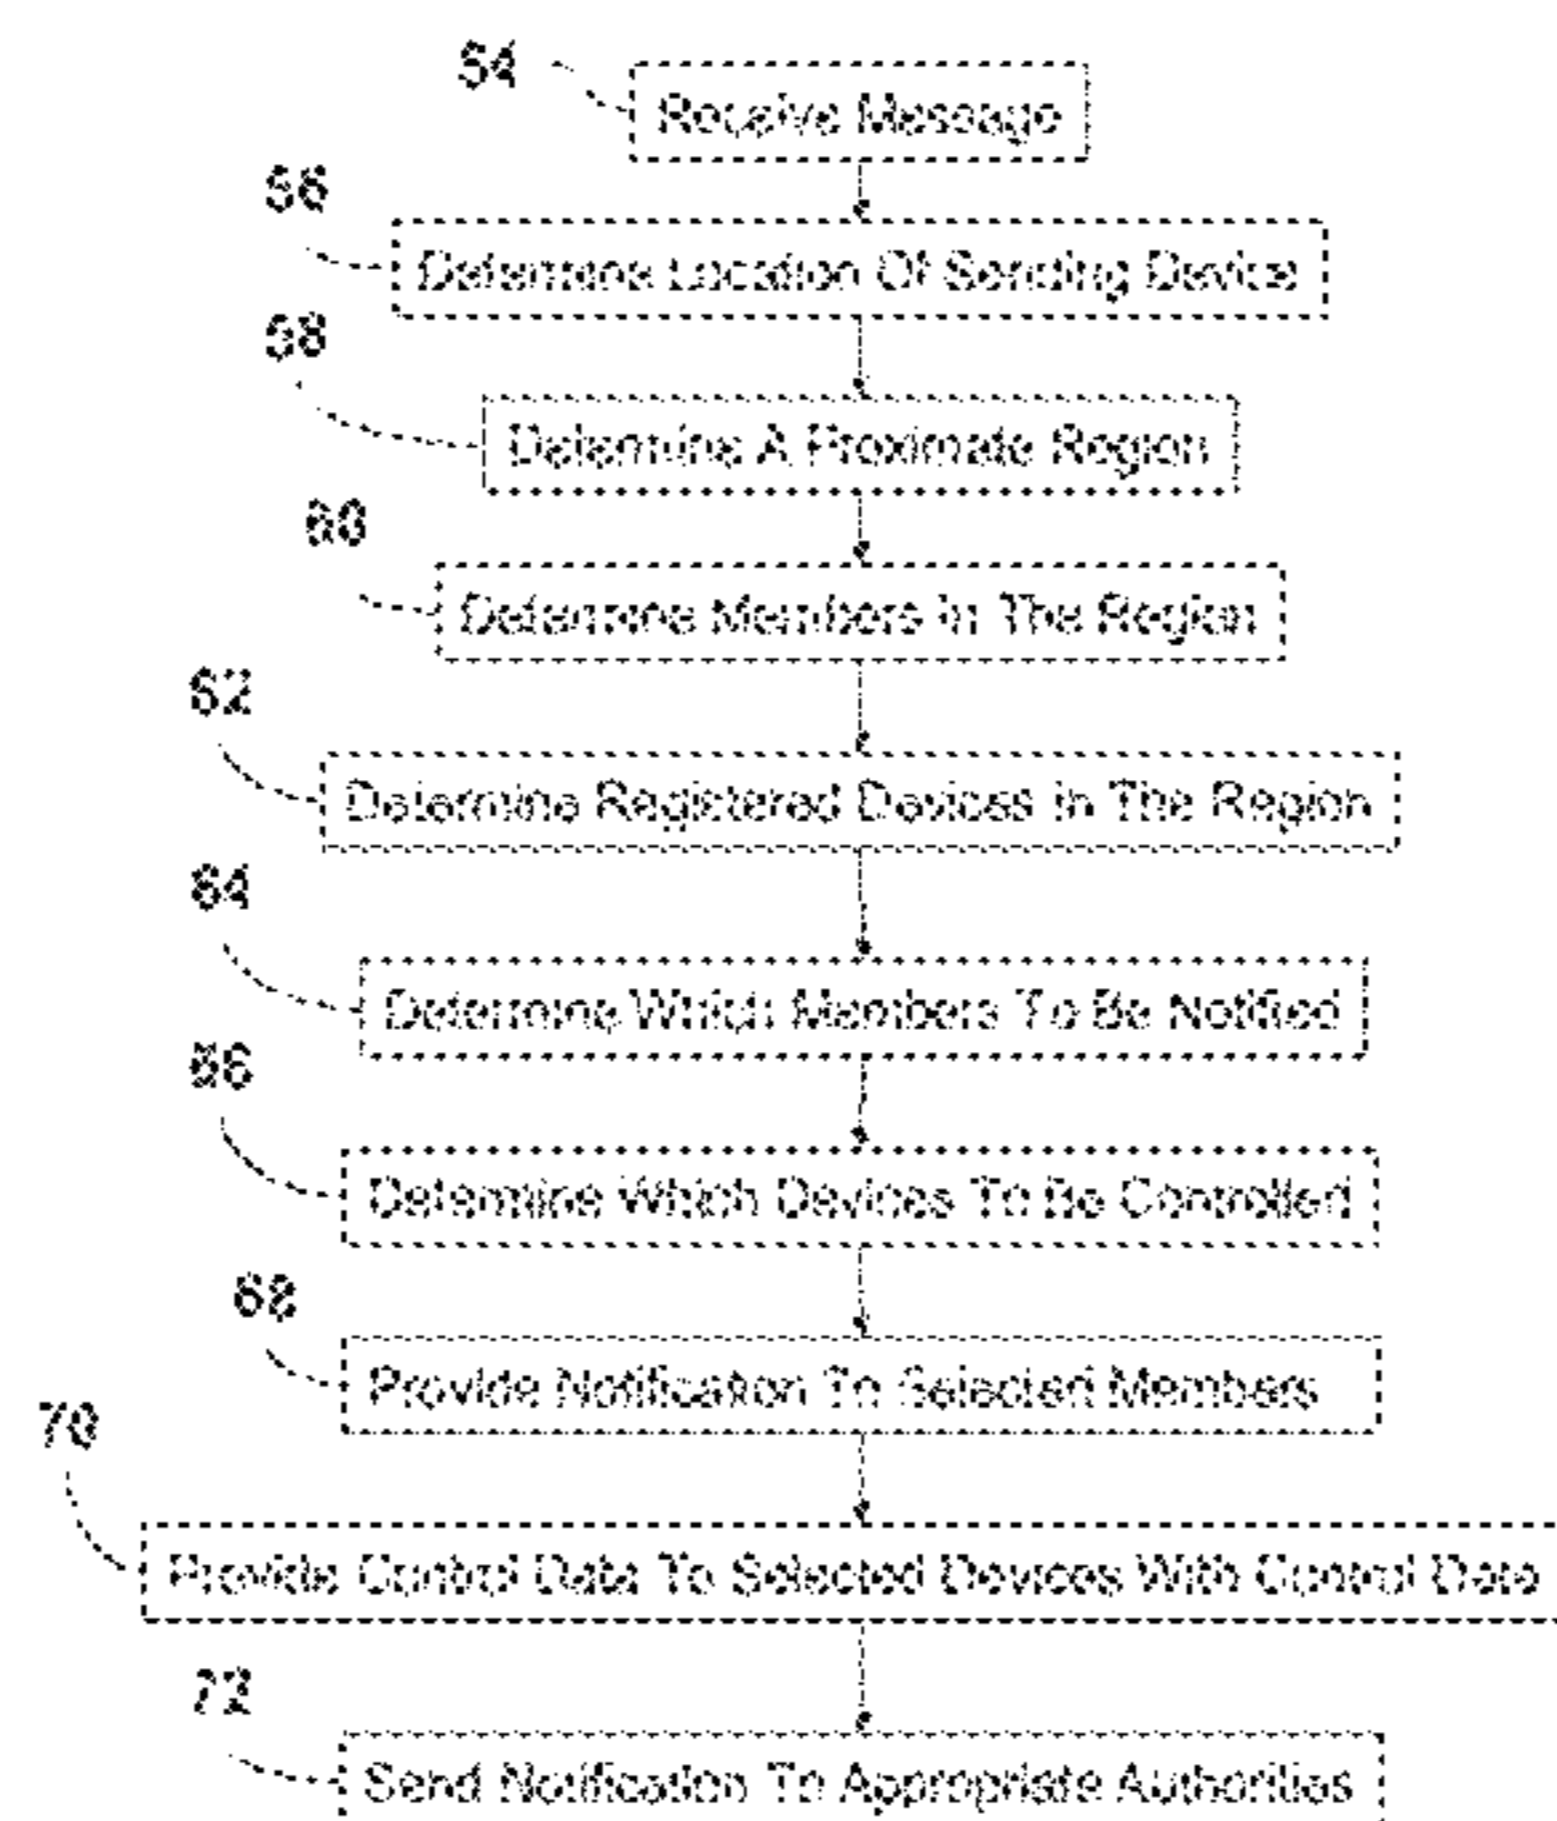 54
Receive Message
56
Determine Location Of Sending Device
58
Determine A Proximate Region
60
Determine Members In The Region
62
Determine Registered Devices In The Region
64
Determine Which Members To Be Notified
66
Determine Which Devices To Be Controlled
68
Provide Notification To Selected Members
70
Provide Control Data To Selected Devices With Control Data
72
Send Notification To Appropriate Authorities